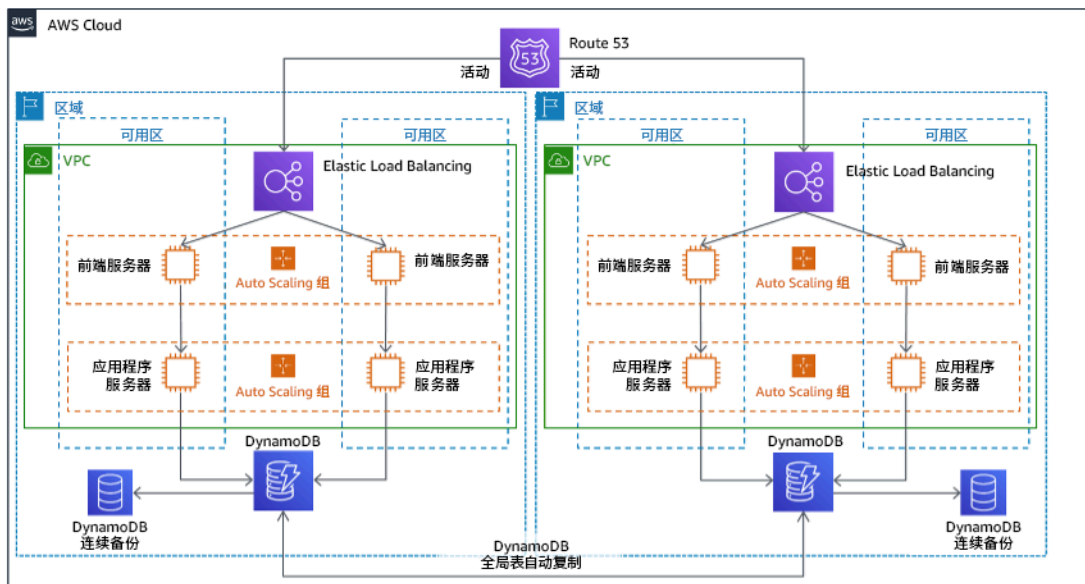 aws
AWS Cloud
53
Route 53
活动
活动
区域
区域
可用区
可用区
可用区
可用区
VPC
Elastic Load Balancing
VPC
Elastic Load Balancing
前端服务器
Auto Scaling 组
前端服务器
前端服务器
Auto Scaling 组
前端服务器
应用程序
服务器
Auto Scaling 组
应用程序
服务器
应用程序
服务器
Auto Scaling 组
应用程序
服务器
DynamoDB
DynamoDB
DynamoDB
连续备份
DynamoDB
连续备份
DynamoDB
全局表自动复制